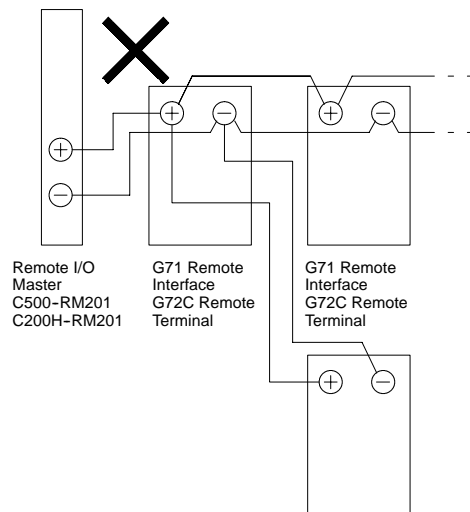 Remote I/O
Master
C500-RM201
C200H-RM201
G71 Remote
Interface
G72C Remote
Terminal
G71 Remote
Interface
G72C Remote
Terminal